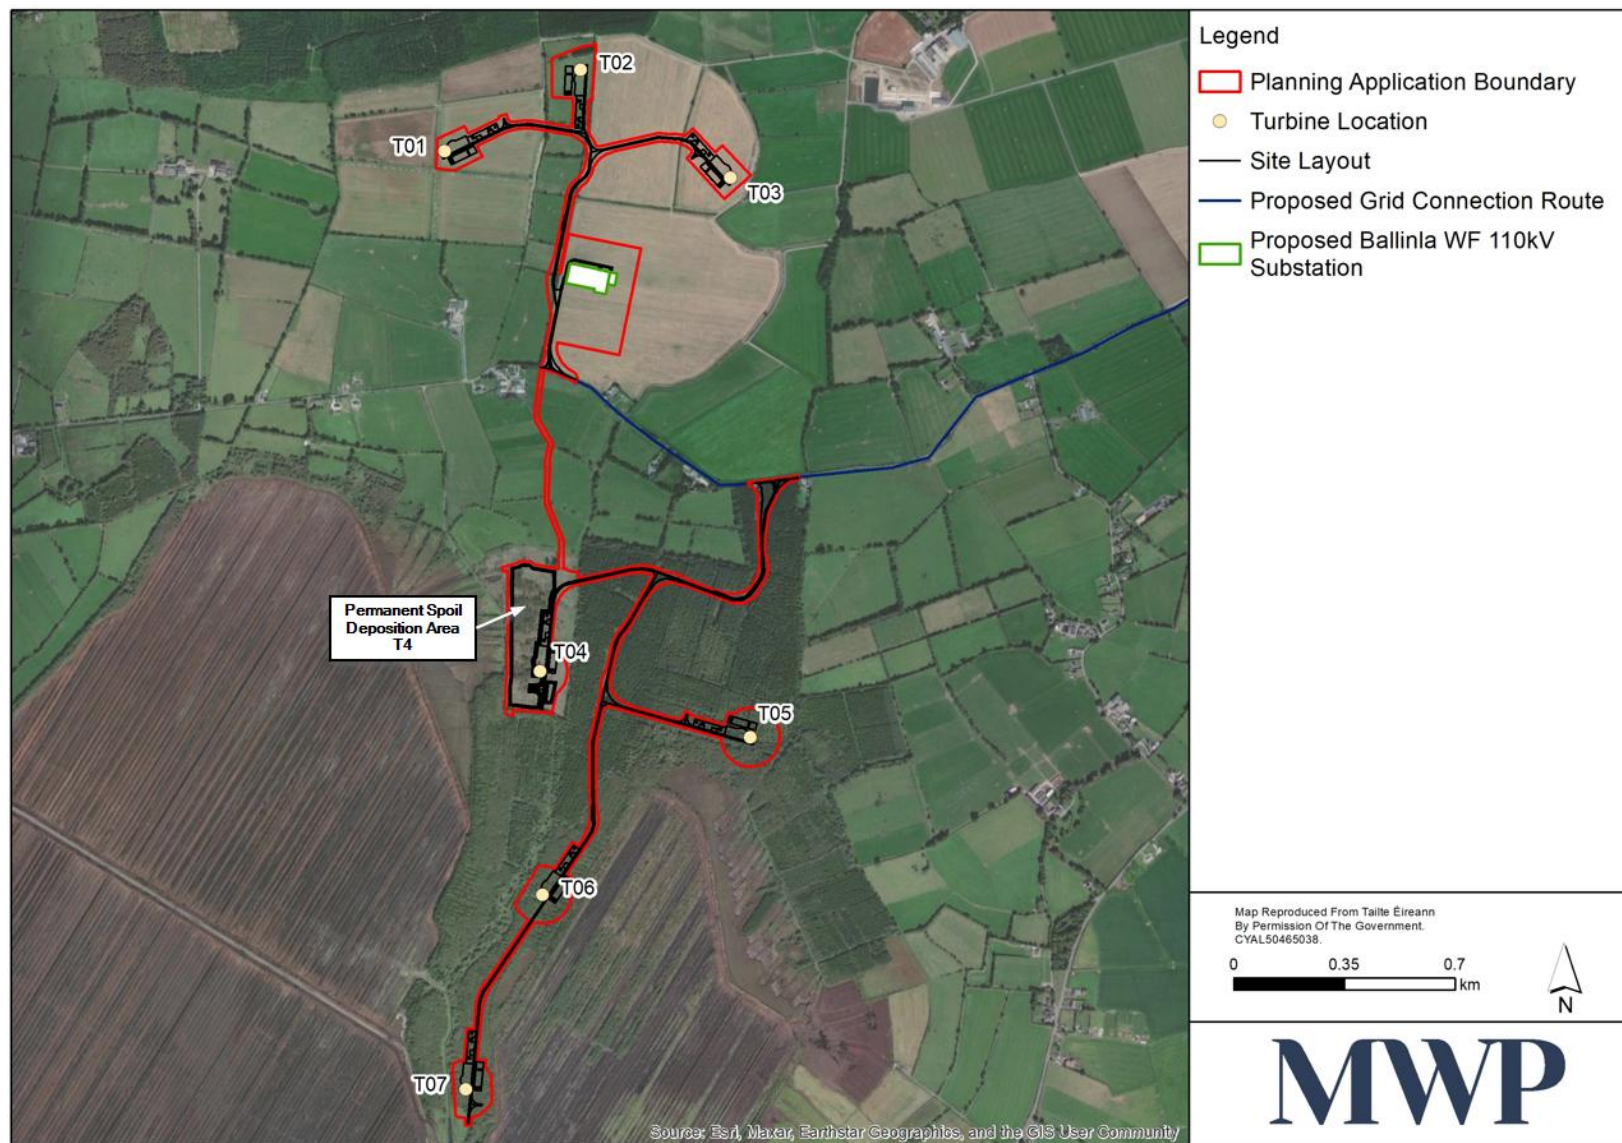 T02
T01
T03
Permanent Spoil
Deposition Area
T4
T04
T05
T06
T07
Source: Esri, Maxar, Earthstar Geographics, and the GIS User Community
Legend
Planning Application Boundary
Turbine Location
Site Layout
Proposed Grid Connection Route
Proposed Ballinla WF 110kV
Substation
Map Reproduced From Tailte Éireann
By Permission Of The Government.
CYAL50465038.
0 0.35 0.7
km
N
MWP